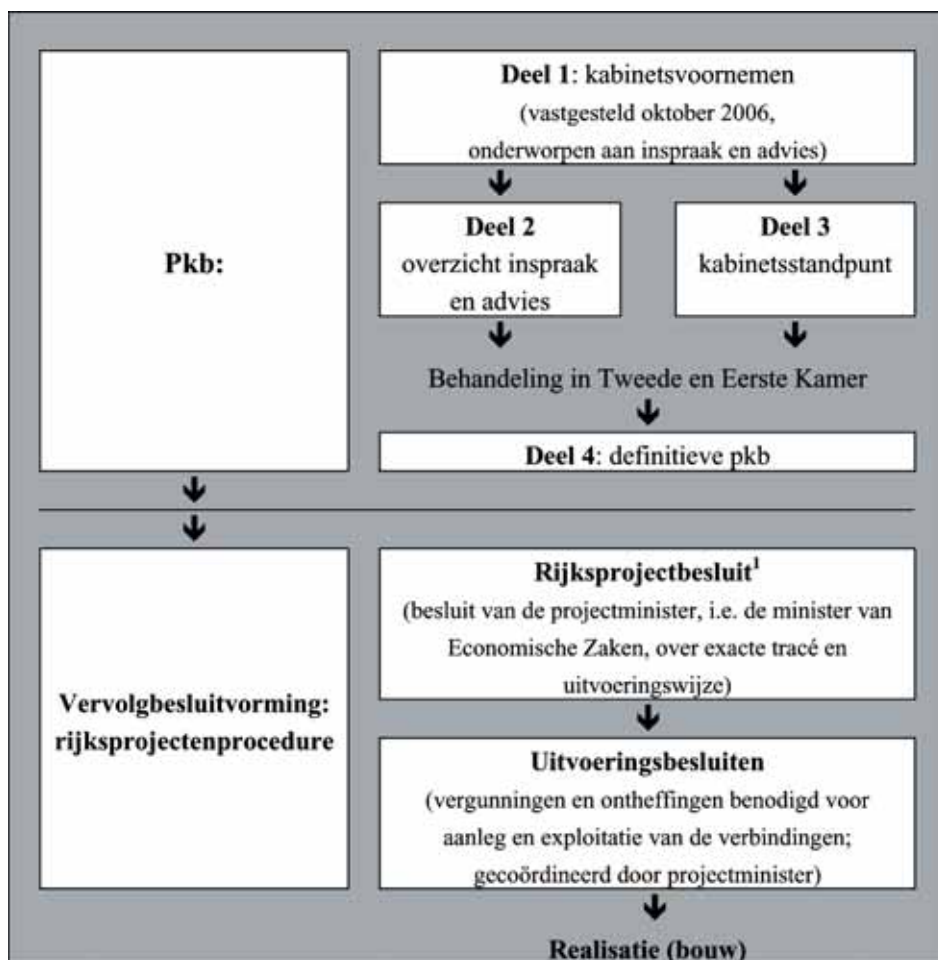 Pkb:
Deel 1: kabinetsvoornemen
(vastgesteld oktober 2006,
onderworpen aan inspraak en advies)
Deel 2
overzicht inspraak
en advies
Deel 3
kabinetsstandpunt
Behandeling in Tweede en Eerste Kamer
Deel 4: definitieve pkb
Vervolgbesluitvorming:
rijksprojectenprocedure
Rijksprojectbesluit¹
(besluit van de projectminister, i.e. de minister van
Economische Zaken, over exacte tracé en
uitvoeringswijze)
Uitvoeringsbesluiten
(vergunningen en ontheffingen benodigd voor
aanleg en exploitatie van de verbindingen;
gecoördineerd door projectminister)
Realisatie (bouw)